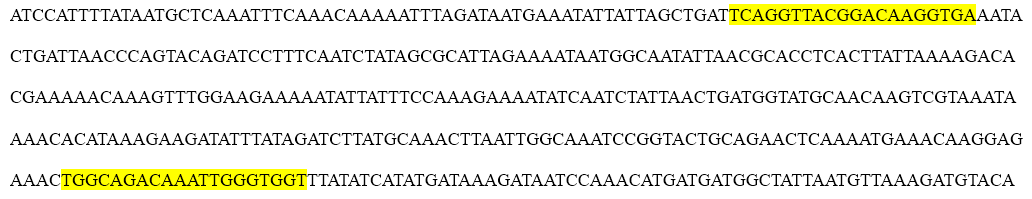 ATCCATTTTATAATGCTCAAATTTCAAACAAAAATTTAGATAATGAAATATTATTAGCTGATTCAGGTTACGGACAAGGTGAAATA
CTGATTAACCCAGTACAGATCCTTTCAATCTATAGCGCATTAGAAAATAATGGCAATATTAACGCACCTCACTTATTAAAAGACA
CGAAAAACAAAGTTTGGAAGAAAAATATTATTTCCAAAGAAAATATCAATCTATTAACTGATGGTATGCAACAAGTCGTAAATA
AAACACATAAAGAAGATATTTATAGATCTTATGCAAACTTAATTGGCAAATCCGGTACTGCAGAACTCAAAATGAAACAAGGAG
AAACTGGCAGACAAATTGGGTGGTTTATATCATATGATAAAGATAATCCAAACATGATGATGGCTATTAATGTTAAAGATGTACA